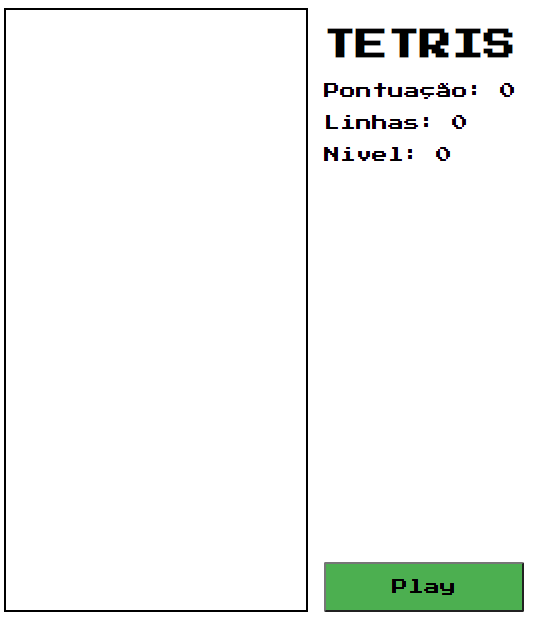 TETRIS
Pontuação: 0
Linhas: 0
Nivel: 0
Play